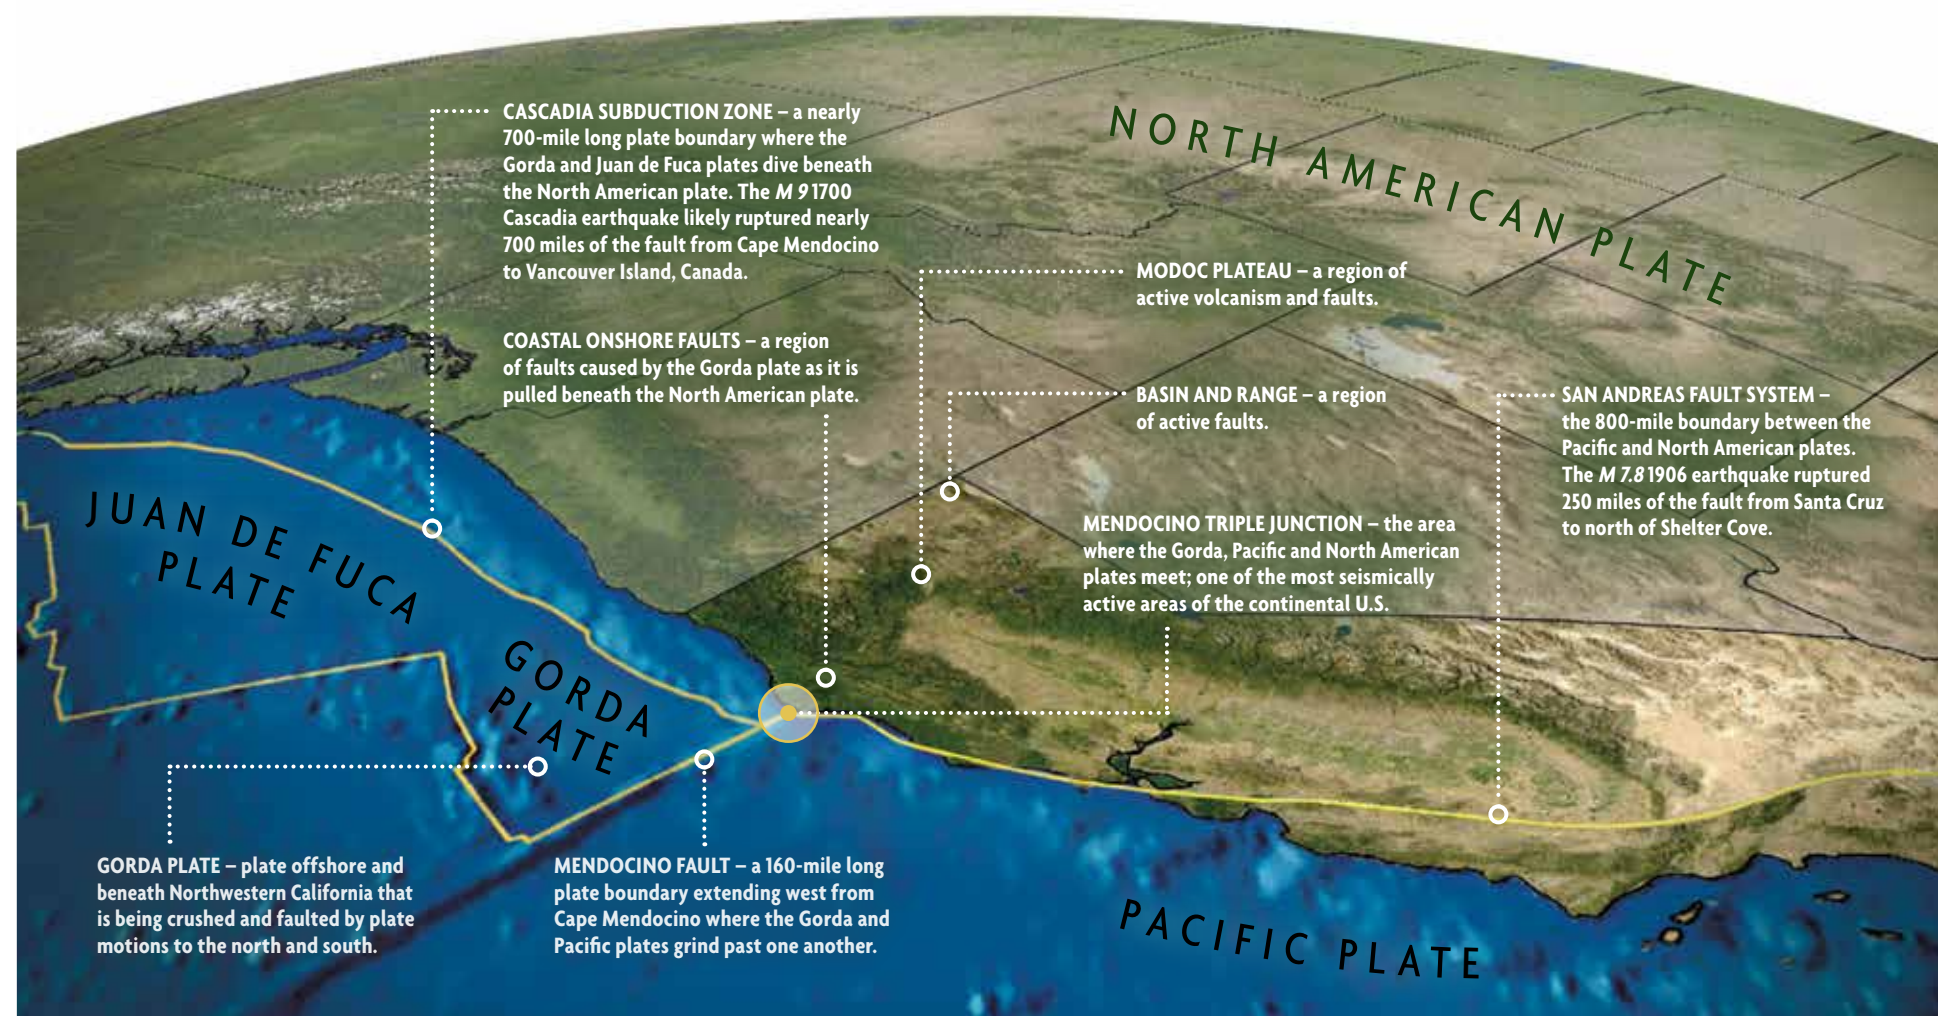 CASCADIA SUBDUCTION ZONE – a nearly
700-mile long plate boundary where the
Gorda and Juan de Fuca plates dive beneath
the North American plate. The M 9 1700
Cascadia earthquake likely ruptured nearly
700 miles of the fault from Cape Mendocino
to Vancouver Island, Canada.
NORTH AMERICAN PLATE
MODOC PLATEAU – a region of
active volcanism and faults.
COASTAL ONSHORE FAULTS – a region
of faults caused by the Gorda plate as it is
pulled beneath the North American plate.
BASIN AND RANGE – a region
of active faults.
SAN ANDREAS FAULT SYSTEM –
the 800-mile boundary between the
Pacific and North American plates.
The M 7.8 1906 earthquake ruptured
250 miles of the fault from Santa Cruz
to north of Shelter Cove.
MENDOCINO TRIPLE JUNCTION – the area
where the Gorda, Pacific and North American
plates meet; one of the most seismically
active areas of the continental U.S.
JUAN DE FUCA
PLATE
GORDA
PLATE
GORDA PLATE – plate offshore and
beneath Northwestern California that
is being crushed and faulted by plate
motions to the north and south.
MENDOCINO FAULT – a 160-mile long
plate boundary extending west from
Cape Mendocino where the Gorda and
Pacific plates grind past one another.
PACIFIC PLATE